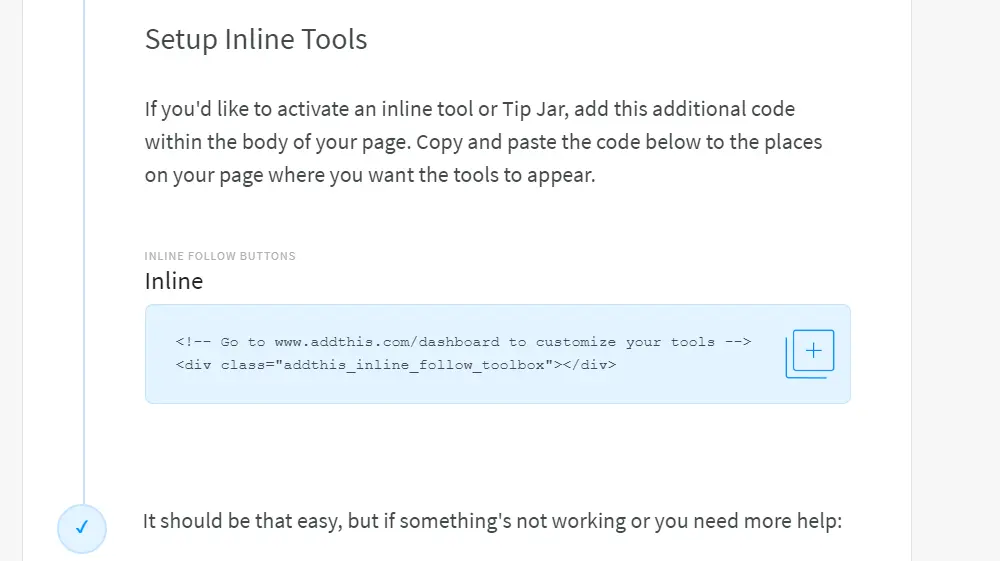 Setup Inline Tools
If you'd like to activate an inline tool or Tip Jar, add this additional code
within the body of your page. Copy and paste the code below to the places
on your page where you want the tools to appear.
INLINE FOLLOW BUTTONS
Inline
<!-- Go to www.addthis.com/dashboard to customize your tools -->
<div class="addthis_inline_follow_toolbox"></div>
It should be that easy, but if something's not working or you need more help: